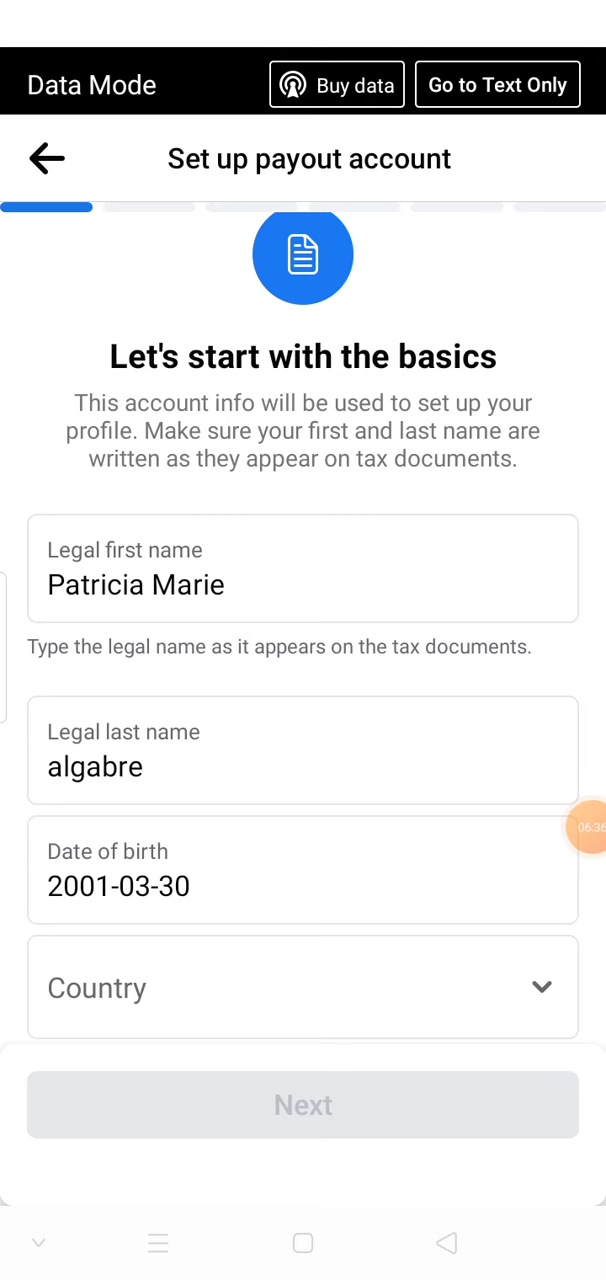 Data Mode
Buy data
Go to Text Only
Set up payout account
Let's start with the basics
This account info will be used to set up your
profile. Make sure your first and last name are
written as they appear on tax documents.
Legal first name
Patricia Marie
Type the legal name as it appears on the tax documents.
Legal last name
algabre
06:36
Date of birth
2001-03-30
Country
Next